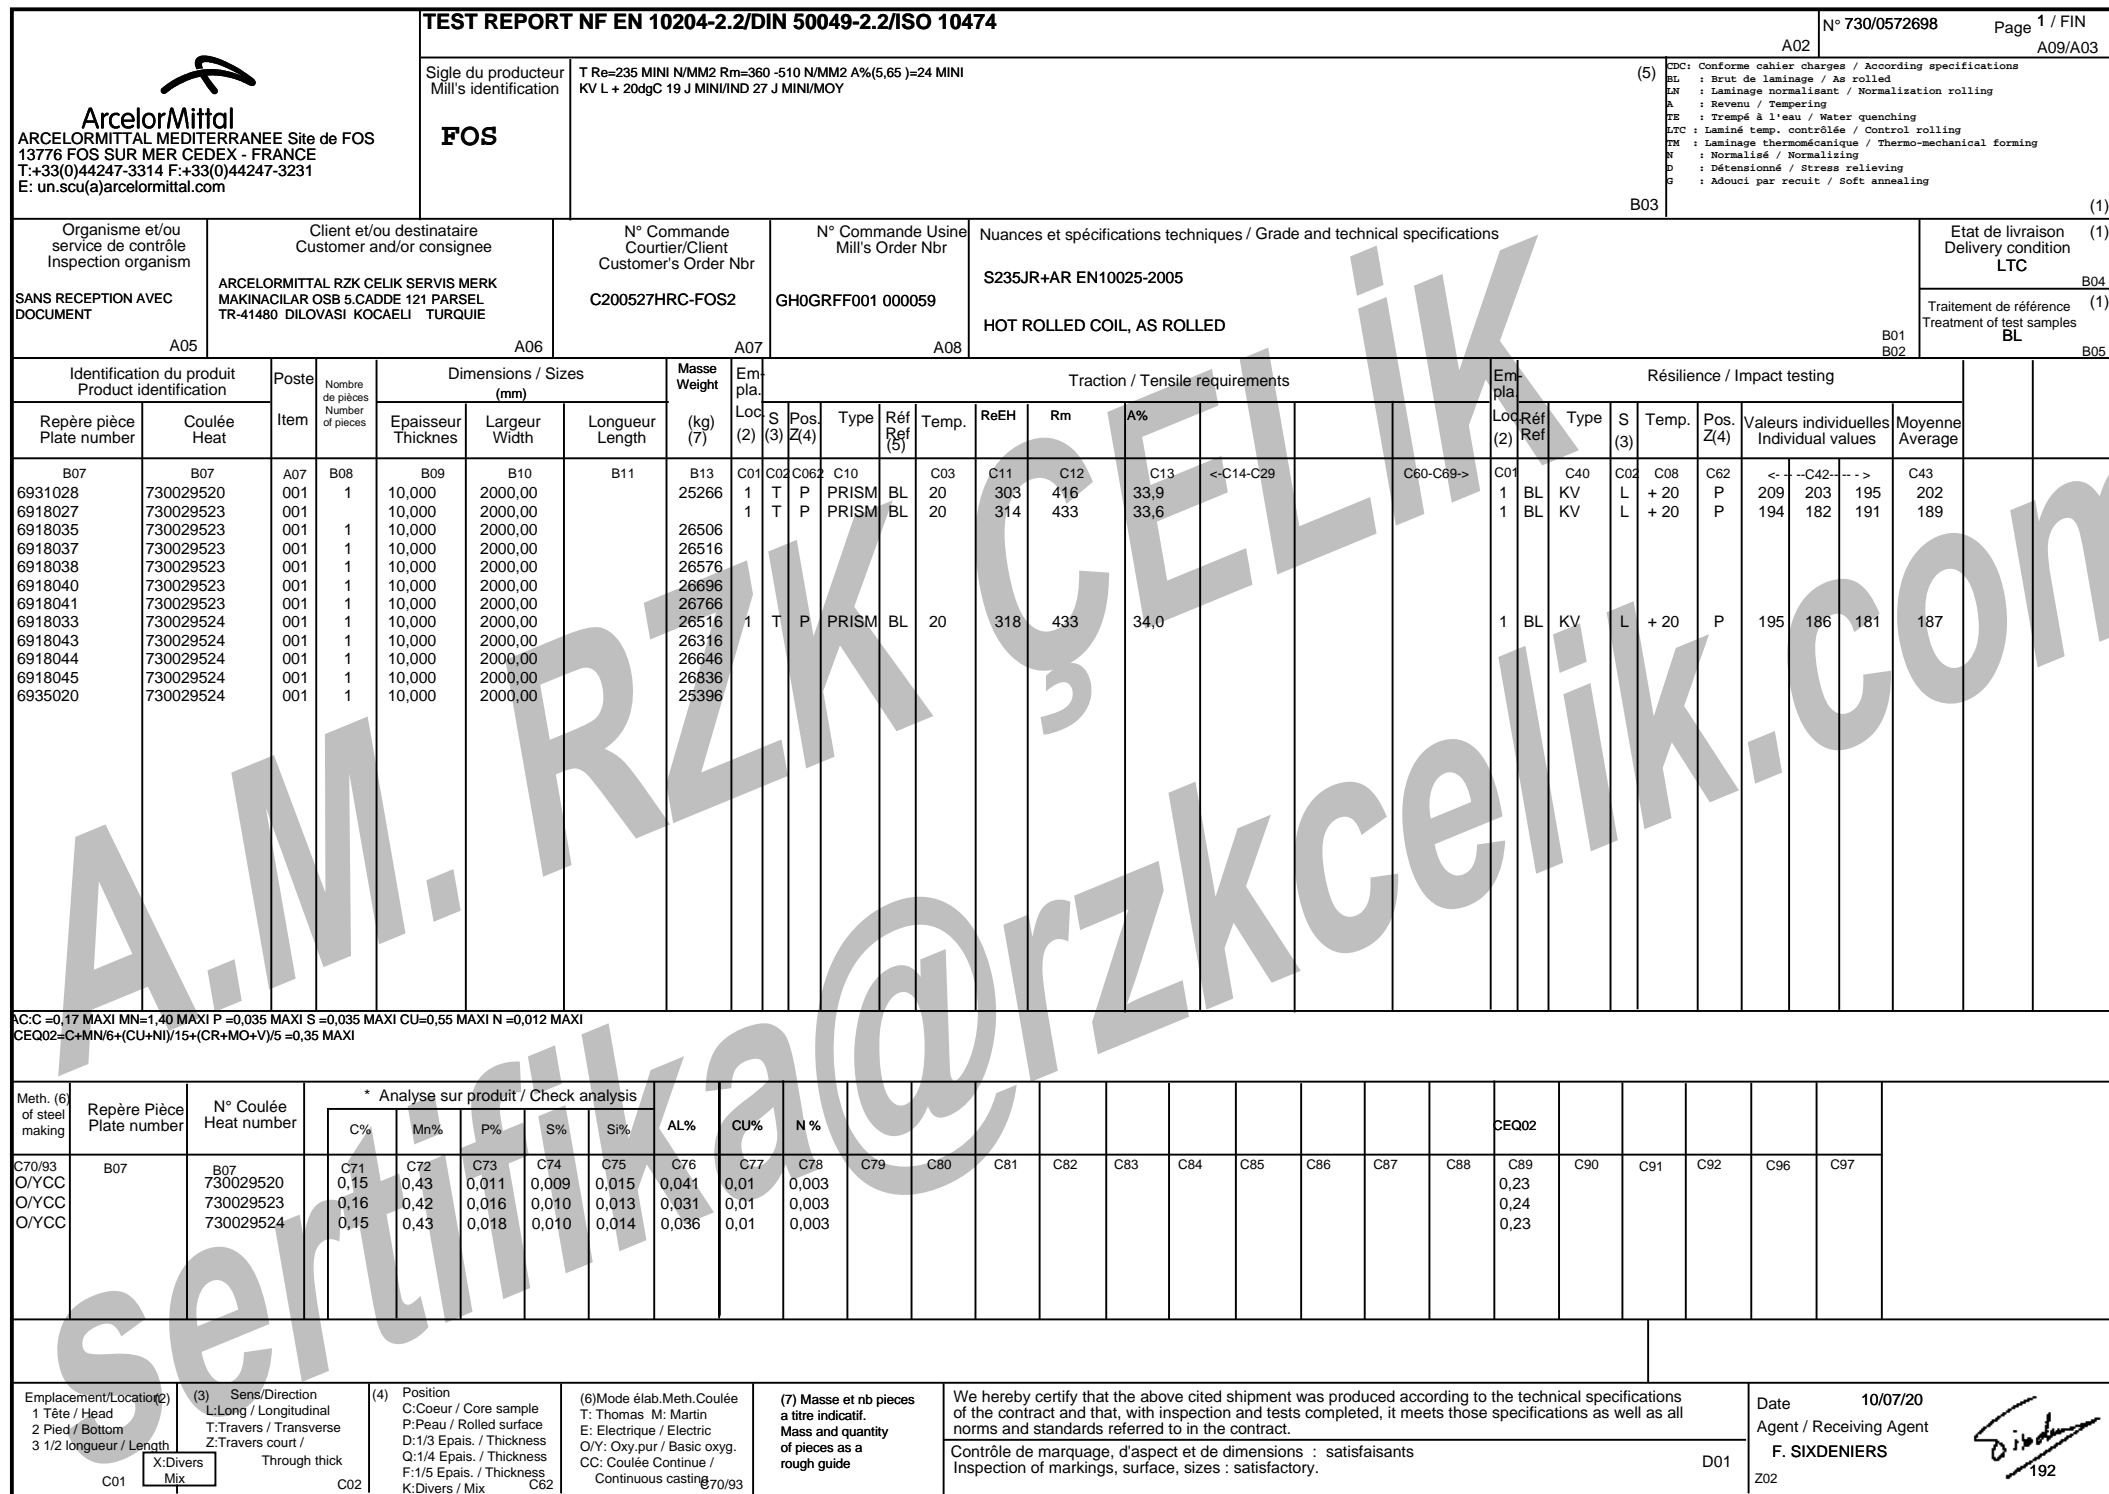 TEST REPORT NF EN 10204-2.2/DIN 50049-2.2/ISO 10474
A02
N° 730/0572698 Page 1 / FIN
A09/A03
ArcelorMittal
ARCELORMITTAL MEDITERRANEE Site de FOS
13776 FOS SUR MER CEDEX - FRANCE
T:+33(0)44247-3314 F:+33(0)44247-3231
E: un.scu(a)arcelormittal.com
Sigle du producteur
Mill's identification
FOS
T Re=235 MINI N/MM2 Rm=360 -510 N/MM2 A%(5,65 )=24 MINI
KV L + 20dgC 19 J MINI/IND 27 J MINI/MOY
(5)
B03
CDC: Conforme cahier charges / According specifications
BL : Brut de laminage / As rolled
LN : Laminage normalisant / Normalization rolling
A : Revenu / Tempering
TE : Trempé à l'eau / Water quenching
LTC : Laminé temp. contrôlée / Control rolling
TM : Laminage thermomécanique / Thermo-mechanical forming
N : Normalisé / Normalizing
D : Détensionné / Stress relieving
G : Adouci par recuit / Soft annealing
(1)
Organisme et/ou
service de contrôle
Inspection organism
SANS RECEPTION AVEC
DOCUMENT
A05
Client et/ou destinataire
Customer and/or consignee
ARCELORMITTAL RZK CELIK SERVIS MERK
MAKINACILAR OSB 5.CADDE 121 PARSEL
TR-41480 DILOVASI KOCAELI TURQUIE
A06
N° Commande
Courtier/Client
Customer's Order Nbr
C200527HRC-FOS2
A07
N° Commande Usine
Mill's Order Nbr
GH0GRFF001 000059
A08
Nuances et spécifications techniques / Grade and technical specifications
S235JR+AR EN10025-2005
HOT ROLLED COIL, AS ROLLED
B01
B02
Etat de livraison (1)
Delivery condition
LTC
B04
Traitement de référence (1)
Treatment of test samples
BL
B05
Identification du produit
Product identification
Repère pièce
Plate number
Coulée
Heat
Poste
Item
Nombre
de pièces
Number
of pieces
Dimensions / Sizes
(mm)
Epaisseur
Thicknes
Largeur
Width
Longueur
Length
Masse
Weight
(kg)
(7)
Em-
pla.
Loc.
(2)
Traction / Tensile requirements
S
(3)
Pos.
Z(4)
Type
Réf
Ref
(5)
Temp.
ReEH
Rm
A%
Em-
pla.
Loc.
(2)
Résilience / Impact testing
Réf
Ref
Type
S
(3)
Temp.
Pos.
Z(4)
Valeurs individuelles
Individual values
Moyenne
Average
B07 B07 A07 B08 B09 B10 B11 B13 C01 C02 C062 C10 C03 C11 C12 C13 <-C14-C29 C60-C69-> C01 C40 C02 C08 C62 <- - --C42-- -- - > C43
6931028 730029520 001 1 10,000 2000,00 25266 1 T P PRISM BL 20 303 416 33,9 1 BL KV L + 20 P 209 203 195 202
6918027 730029523 001 10,000 2000,00 1 T P PRISM BL 20 314 433 33,6 1 BL KV L + 20 P 194 182 191 189
6918035 730029523 001 1 10,000 2000,00 26506
6918037 730029523 001 1 10,000 2000,00 26516
6918038 730029523 001 1 10,000 2000,00 26576
6918040 730029523 001 1 10,000 2000,00 26696
6918041 730029523 001 1 10,000 2000,00 26766
6918033 730029524 001 1 10,000 2000,00 26516 1 T P PRISM BL 20 318 433 34,0 1 BL KV L + 20 P 195 186 181 187
6918043 730029524 001 1 10,000 2000,00 26316
6918044 730029524 001 1 10,000 2000,00 26646
6918045 730029524 001 1 10,000 2000,00 26836
6935020 730029524 001 1 10,000 2000,00 25396
A.M. RZK ÇELİK
sertifika@rzkcelik.com
AC:C =0,17 MAXI MN=1,40 MAXI P =0,035 MAXI S =0,035 MAXI CU=0,55 MAXI N =0,012 MAXI
CEQ02=C+MN/6+(CU+NI)/15+(CR+MO+V)/5 =0,35 MAXI
Meth. (6)
of steel
making
Repère Pièce
Plate number
N° Coulée
Heat number
* Analyse sur produit / Check analysis
C% Mn% P% S% Si% AL% CU% N % CEQ02
C70/93 B07 B07 C71 C72 C73 C74 C75 C76 C77 C78 C79 C80 C81 C82 C83 C84 C85 C86 C87 C88 C89 C90 C91 C92 C96 C97
O/YCC 730029520 0,15 0,43 0,011 0,009 0,015 0,041 0,01 0,003 0,23
O/YCC 730029523 0,16 0,42 0,016 0,010 0,013 0,031 0,01 0,003 0,24
O/YCC 730029524 0,15 0,43 0,018 0,010 0,014 0,036 0,01 0,003 0,23
Emplacement/Location(2)
1 Tête / Head
2 Pied / Bottom
3 1/2 longueur / Length
X:Divers
Mix
C01
(3) Sens/Direction
L:Long / Longitudinal
T:Travers / Transverse
Z:Travers court /
Through thick
C02
(4) Position
C:Coeur / Core sample
P:Peau / Rolled surface
D:1/3 Epais. / Thickness
Q:1/4 Epais. / Thickness
F:1/5 Epais. / Thickness
K:Divers / Mix
C62
(6)Mode élab.Meth.Coulée
T: Thomas M: Martin
E: Electrique / Electric
O/Y: Oxy.pur / Basic oxyg.
CC: Coulée Continue /
Continuous casting
C70/93
(7) Masse et nb pieces
a titre indicatif.
Mass and quantity
of pieces as a
rough guide
We hereby certify that the above cited shipment was produced according to the technical specifications
of the contract and that, with inspection and tests completed, it meets those specifications as well as all
norms and standards referred to in the contract.
Contrôle de marquage, d'aspect et de dimensions : satisfaisants
Inspection of markings, surface, sizes : satisfactory.
D01
Date 10/07/20
Agent / Receiving Agent
F. SIXDENIERS
Z02
192